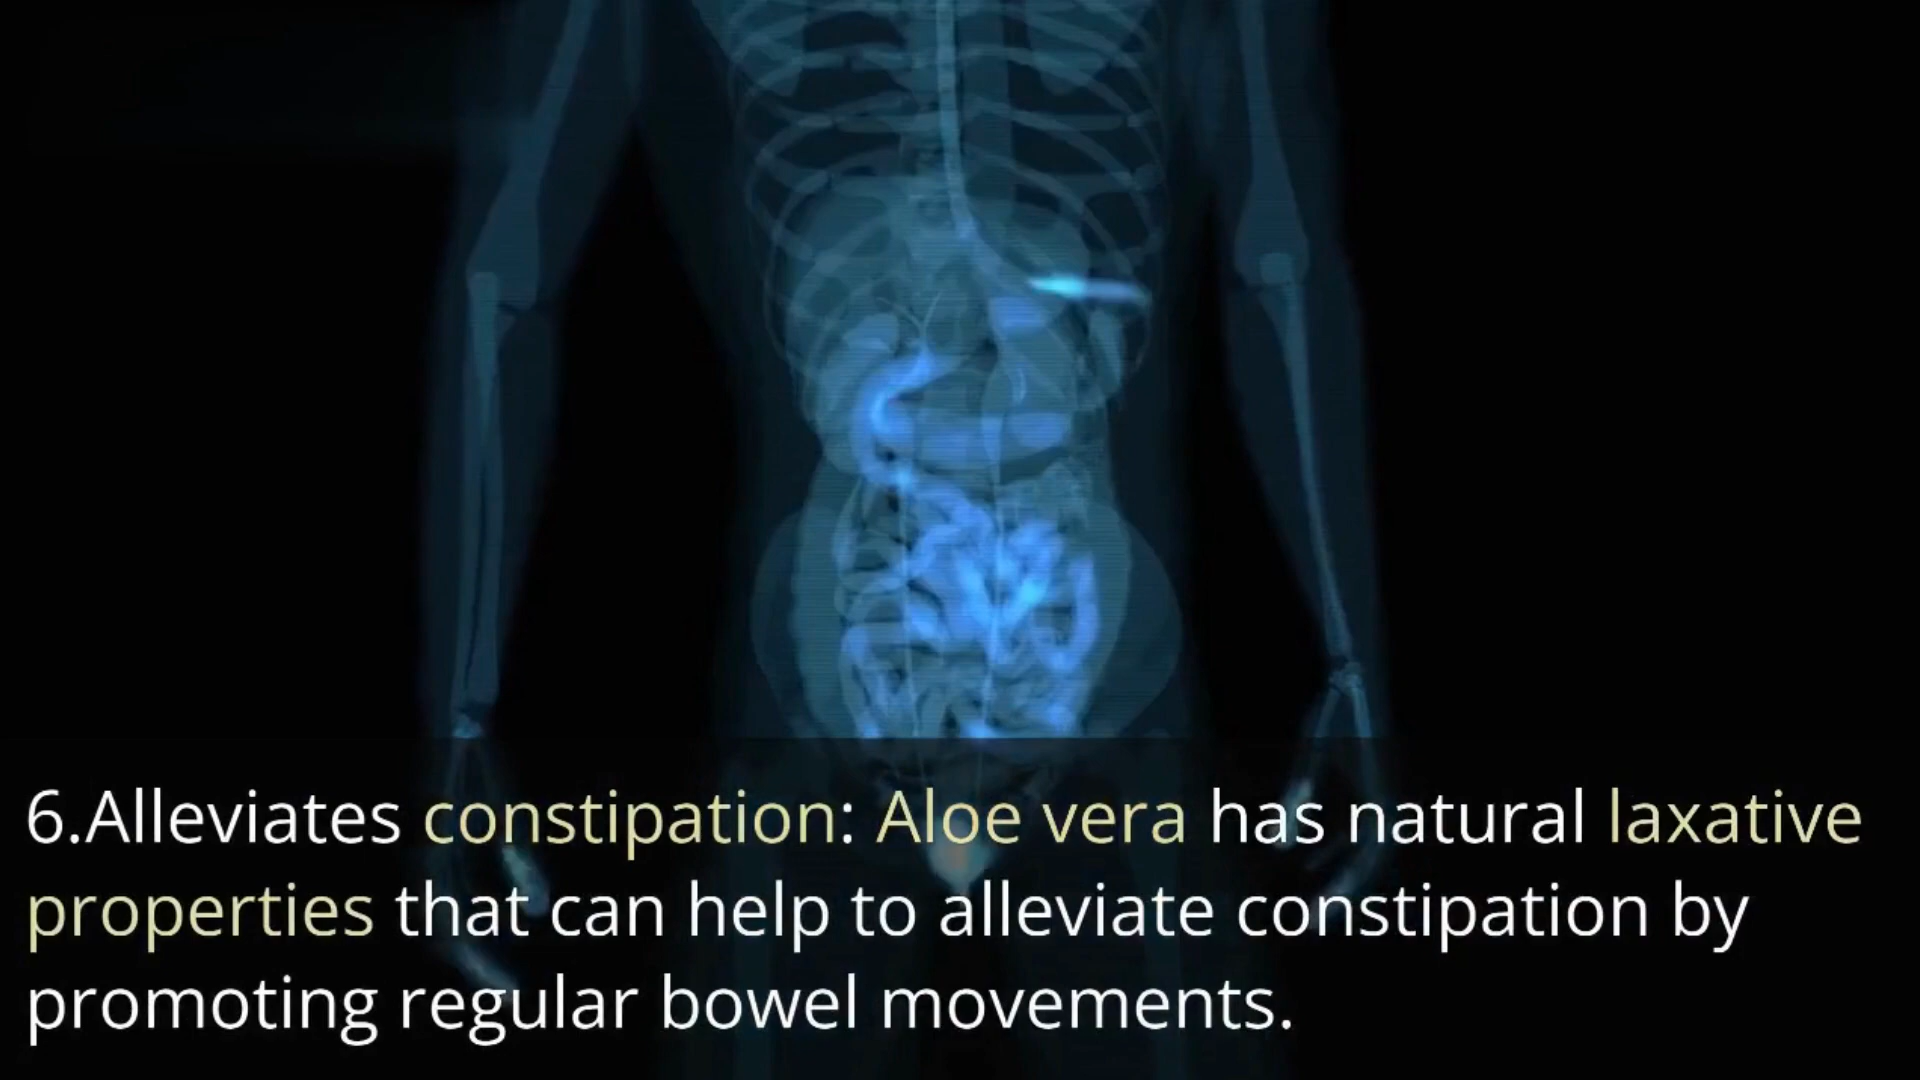 6.Alleviates constipation: Aloe vera has natural laxative
properties that can help to alleviate constipation by
promoting regular bowel movements.